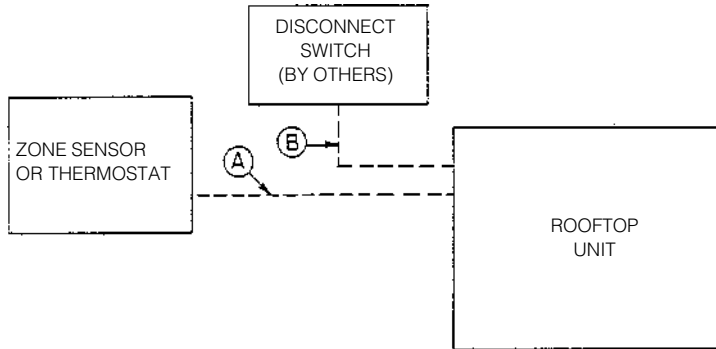 DISCONNECT
SWITCH
(BY OTHERS)
ZONE SENSOR
OR THERMOSTAT
B
A
ROOFTOP
UNIT